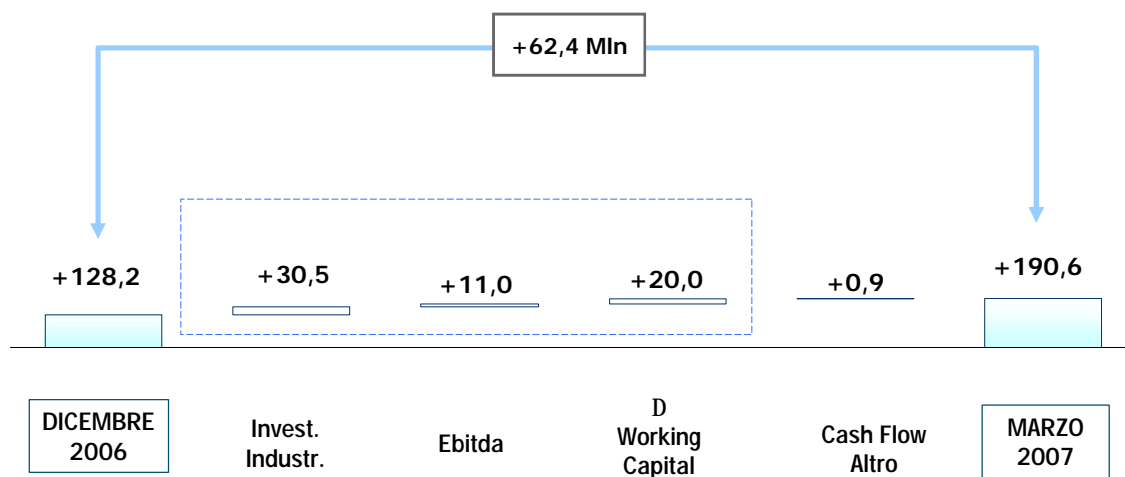 +62,4 Mln
+128,2
+30,5
+11,0
+20,0
+0,9
+190,6
DICEMBRE
2006
Invest.
Industr.
Ebitda
D
Working
Capital
Cash Flow
Altro
MARZO
2007